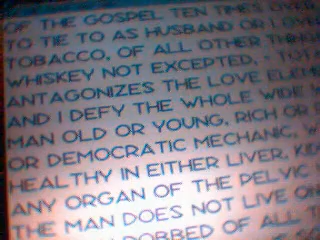 OF THE GOSPEL TEN TIMES
TO TIE TO AS HUSBAND OR
TOBACCO, OF ALL OTHER
WHISKEY NOT EXCEPTED, -
ANTAGONIZES THE LOVE
AND I DEFY THE WHOLE WIDE
MAN OLD OR YOUNG, RICH OR
OR DEMOCRATIC MECHANIC,
HEALTHY IN EITHER LIVER,
ANY ORGAN OF THE PELVIC
THE MAN DOES NOT LIVE
OF ALL